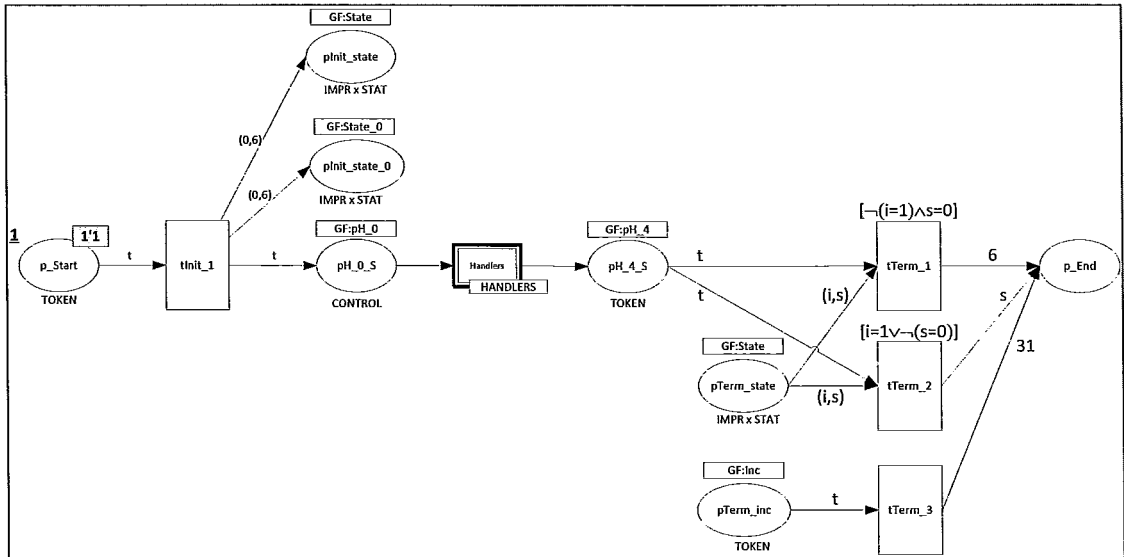 GF:State
pInit_state
IMPR x STAT
(0,6)
GF:State_0
pInit_state_0
(0,6)
IMPR x STAT
1
1'1
p_Start
TOKEN
t
tInit_1
t
GF:pH_0
pH_0_S
CONTROL
Handlers
HANDLERS
GF:pH_4
pH_4_S
TOKEN
t
t
[¬(i=1)∧s=0]
tTerm_1
6
p_End
(i,s)
s
[i=1∨¬(s=0)]
31
GF:State
pTerm_state
(i,s)
tTerm_2
IMPR x STAT
GF:Inc
pTerm_inc
t
tTerm_3
TOKEN